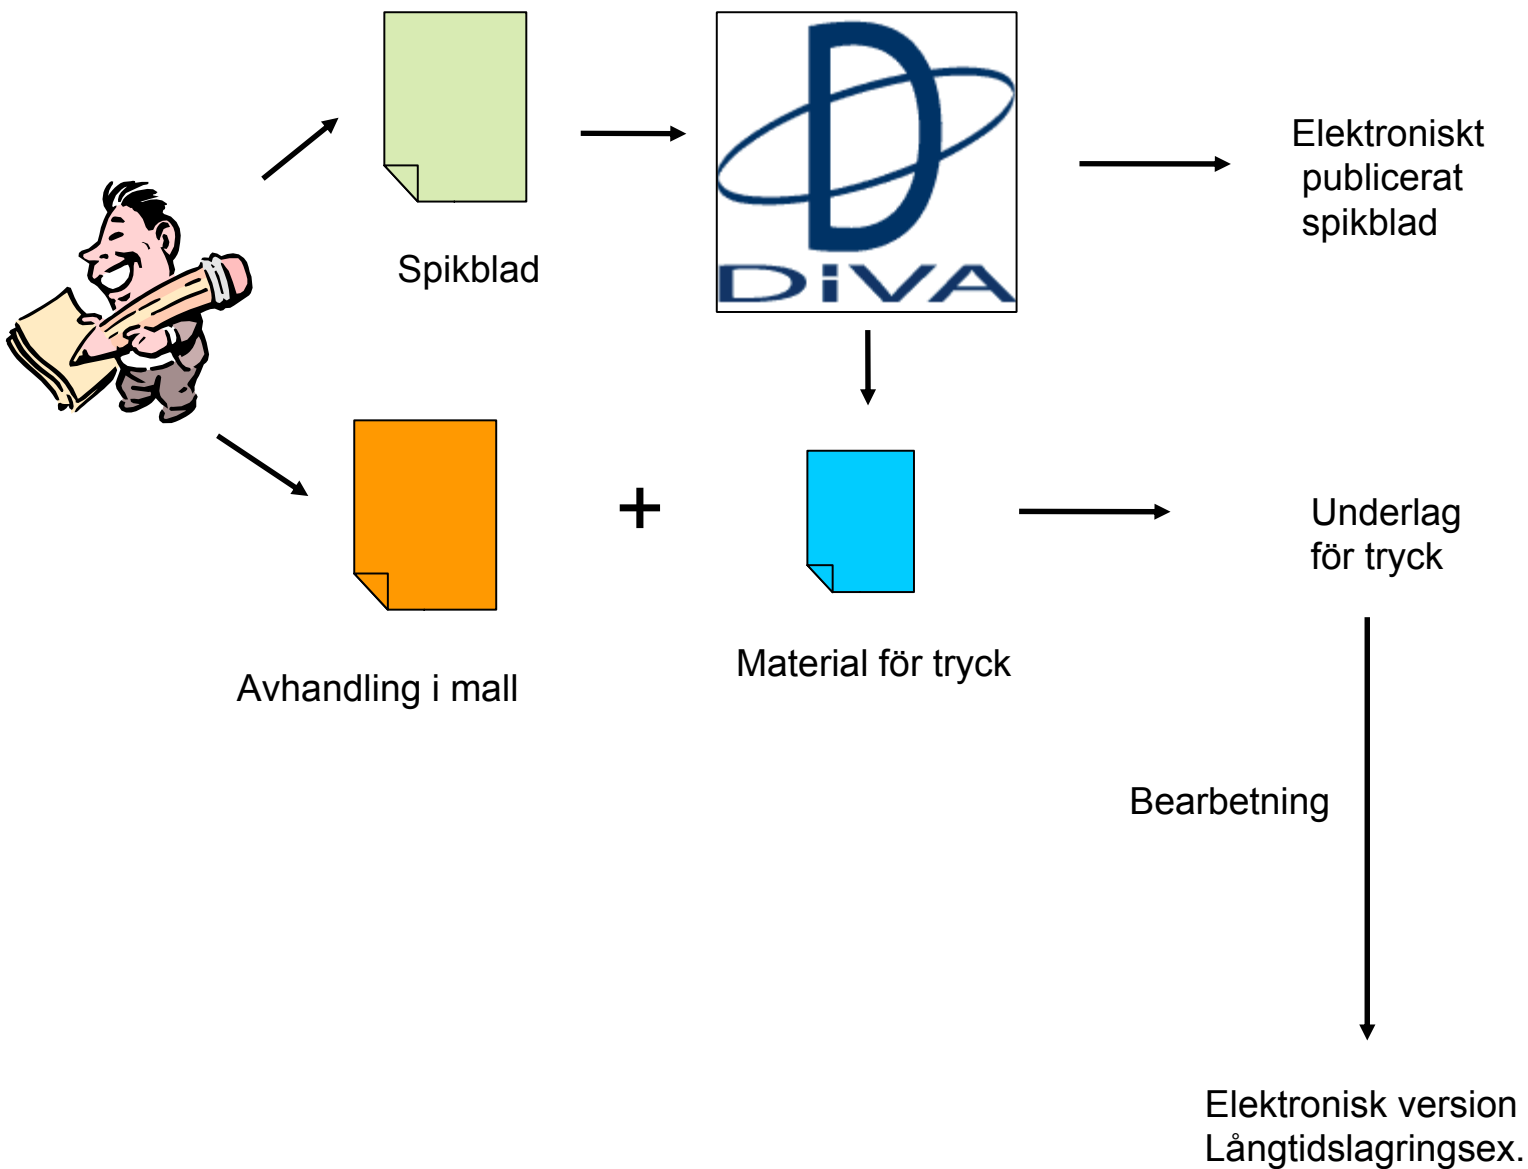 Spikblad
DiVA
Elektroniskt
publicerat
spikblad
Avhandling i mall
+
Material för tryck
Underlag
för tryck
Bearbetning
Elektronisk version
Långtidslagringsex.